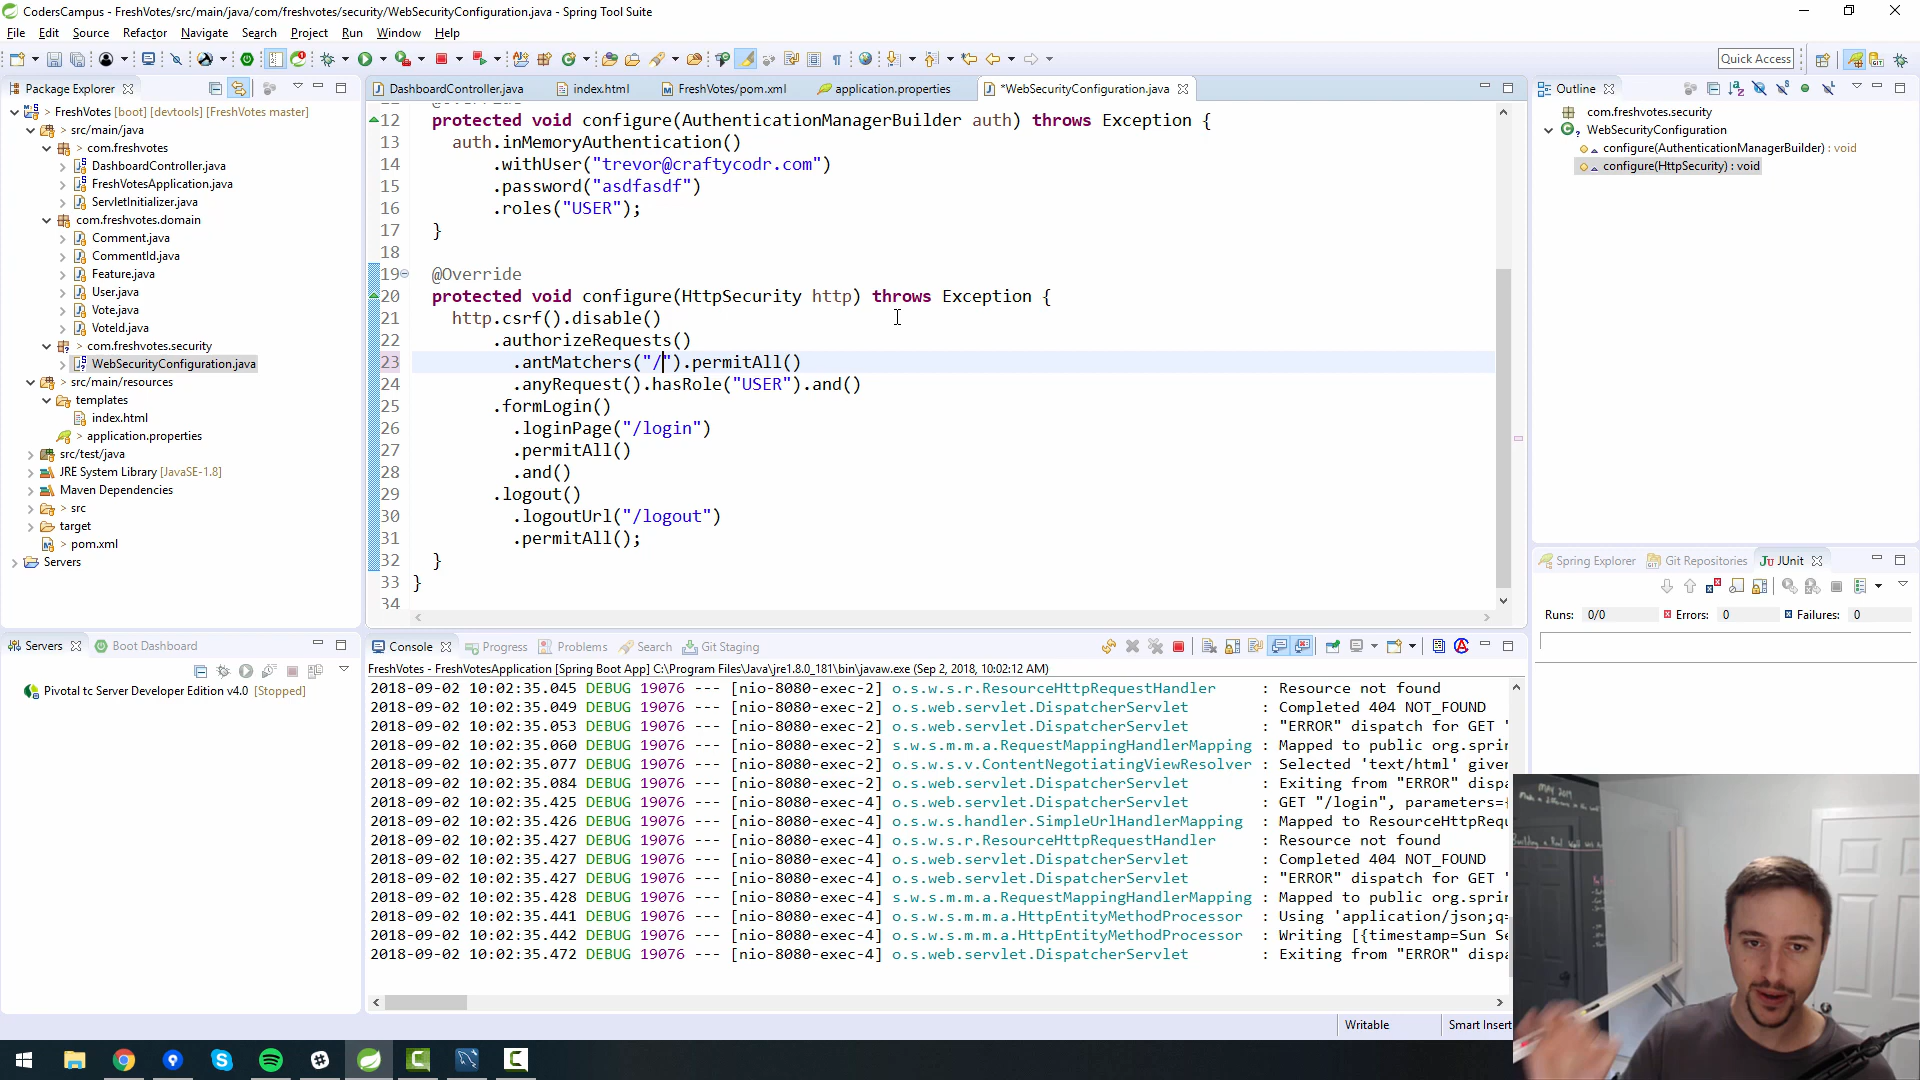 CodersCampus - FreshVotes/src/main/java/com/freshvotes/security/WebSecurityConfiguration.java - Spring Tool Suite
File Edit Source Refactor Navigate Search Project Run Window Help
Quick Access
Package Explorer
FreshVotes [boot] [devtools] [FreshVotes master]
src/main/java
com.freshvotes
DashboardController.java
FreshVotesApplication.java
ServletInitializer.java
com.freshvotes.domain
Comment.java
CommentId.java
Feature.java
User.java
Vote.java
VoteId.java
> com.freshvotes.security
WebSecurityConfiguration.java
> src/main/resources
templates
index.html
> application.properties
src/test/java
JRE System Library [JavaSE-1.8]
Maven Dependencies
> src
target
> pom.xml
Servers
DashboardController.java index.html FreshVotes/pom.xml application.properties *WebSecurityConfiguration.java
12 protected void configure(AuthenticationManagerBuilder auth) throws Exception {
13 auth.inMemoryAuthentication()
14 .withUser("trevor@craftycodr.com")
15 .password("asdfasdf")
16 .roles("USER");
17 }
18
19 @Override
20 protected void configure(HttpSecurity http) throws Exception {
21 http.csrf().disable()
22 .authorizeRequests()
23 .antMatchers("/").permitAll()
24 .anyRequest().hasRole("USER").and()
25 .formLogin()
26 .loginPage("/login")
27 .permitAll()
28 .and()
29 .logout()
30 .logoutUrl("/logout")
31 .permitAll();
32 }
33 }
34
Outline
com.freshvotes.security
WebSecurityConfiguration
configure(AuthenticationManagerBuilder) : void
configure(HttpSecurity) : void
Spring Explorer Git Repositories JUnit
Runs: 0/0 Errors: 0 Failures: 0
Servers Boot Dashboard
Pivotal tc Server Developer Edition v4.0 [Stopped]
Console Progress Problems Search Git Staging
FreshVotes - FreshVotesApplication [Spring Boot App] C:\Program Files\Java\jre1.8.0_181\bin\javaw.exe (Sep 2, 2018, 10:02:12 AM)
2018-09-02 10:02:35.045 DEBUG 19076 --- [nio-8080-exec-2] o.s.w.s.r.ResourceHttpRequestHandler : Resource not found
2018-09-02 10:02:35.049 DEBUG 19076 --- [nio-8080-exec-2] o.s.web.servlet.DispatcherServlet : Completed 404 NOT_FOUND
2018-09-02 10:02:35.053 DEBUG 19076 --- [nio-8080-exec-2] o.s.web.servlet.DispatcherServlet : "ERROR" dispatch for GET "
2018-09-02 10:02:35.060 DEBUG 19076 --- [nio-8080-exec-2] s.w.s.m.m.a.RequestMappingHandlerMapping : Mapped to public org.sprin
2018-09-02 10:02:35.077 DEBUG 19076 --- [nio-8080-exec-2] o.s.w.s.v.ContentNegotiatingViewResolver : Selected 'text/html' giver
2018-09-02 10:02:35.084 DEBUG 19076 --- [nio-8080-exec-2] o.s.web.servlet.DispatcherServlet : Exiting from "ERROR" dispa
2018-09-02 10:02:35.425 DEBUG 19076 --- [nio-8080-exec-4] o.s.web.servlet.DispatcherServlet : GET "/login", parameters={
2018-09-02 10:02:35.426 DEBUG 19076 --- [nio-8080-exec-4] o.s.w.s.handler.SimpleUrlHandlerMapping : Mapped to ResourceHttpRequ
2018-09-02 10:02:35.427 DEBUG 19076 --- [nio-8080-exec-4] o.s.w.s.r.ResourceHttpRequestHandler : Resource not found
2018-09-02 10:02:35.427 DEBUG 19076 --- [nio-8080-exec-4] o.s.web.servlet.DispatcherServlet : Completed 404 NOT_FOUND
2018-09-02 10:02:35.427 DEBUG 19076 --- [nio-8080-exec-4] o.s.web.servlet.DispatcherServlet : "ERROR" dispatch for GET "
2018-09-02 10:02:35.428 DEBUG 19076 --- [nio-8080-exec-4] s.w.s.m.m.a.RequestMappingHandlerMapping : Mapped to public org.sprin
2018-09-02 10:02:35.441 DEBUG 19076 --- [nio-8080-exec-4] o.s.w.s.m.m.a.HttpEntityMethodProcessor : Using 'application/json;q=
2018-09-02 10:02:35.442 DEBUG 19076 --- [nio-8080-exec-4] o.s.w.s.m.m.a.HttpEntityMethodProcessor : Writing [{timestamp=Sun Se
2018-09-02 10:02:35.472 DEBUG 19076 --- [nio-8080-exec-4] o.s.web.servlet.DispatcherServlet : Exiting from "ERROR" dispa
Writable Smart Insert